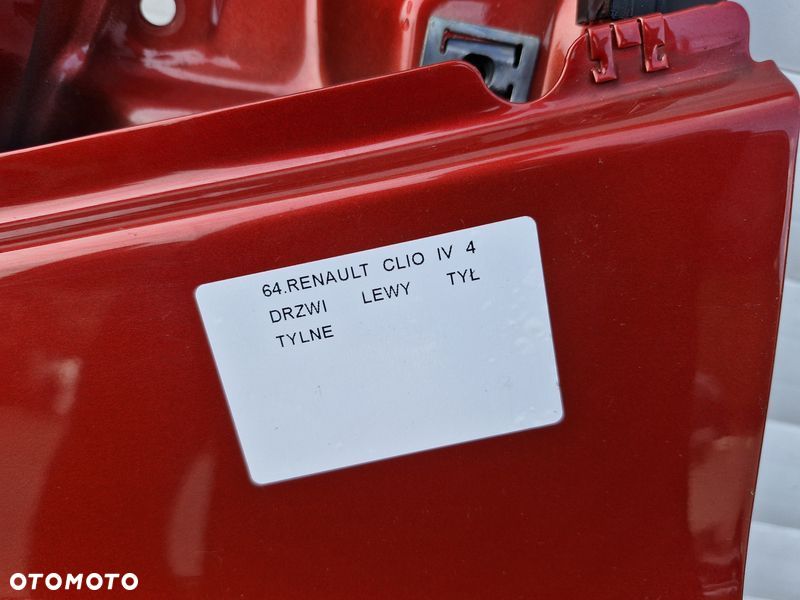 64.RENAULT CLIO IV 4
DRZWI LEWY TYŁ
TYLNE
OTOMOTO